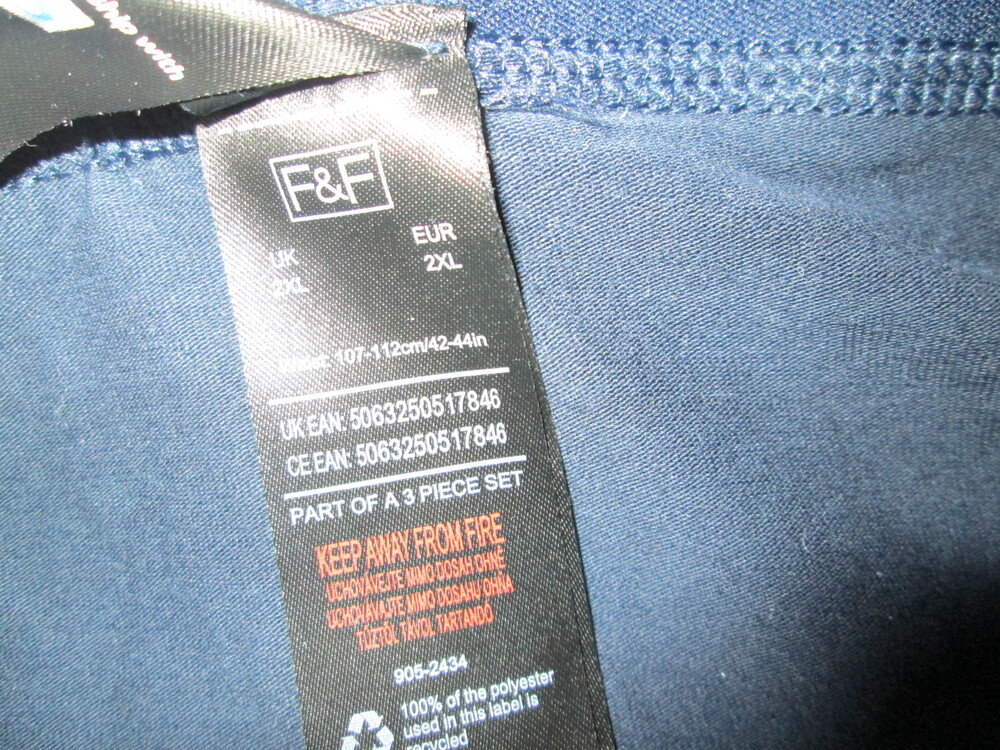 with
F&F
UK EUR
2XL 2XL
107-112cm/42-44in
UK EAN: 5063250517846
CE EAN: 5063250517846
PART OF A 3 PIECE SET
KEEP AWAY FROM FIRE
UCHOVÁVEJTE MIMO DOSAH OHNĚ
UCHOVÁVAJTE MIMO DOSAHU OHŇA
TŰZTŐL TÁVOL TARTANDÓ
905-2434
100% of the polyester
used in this label is
recycled